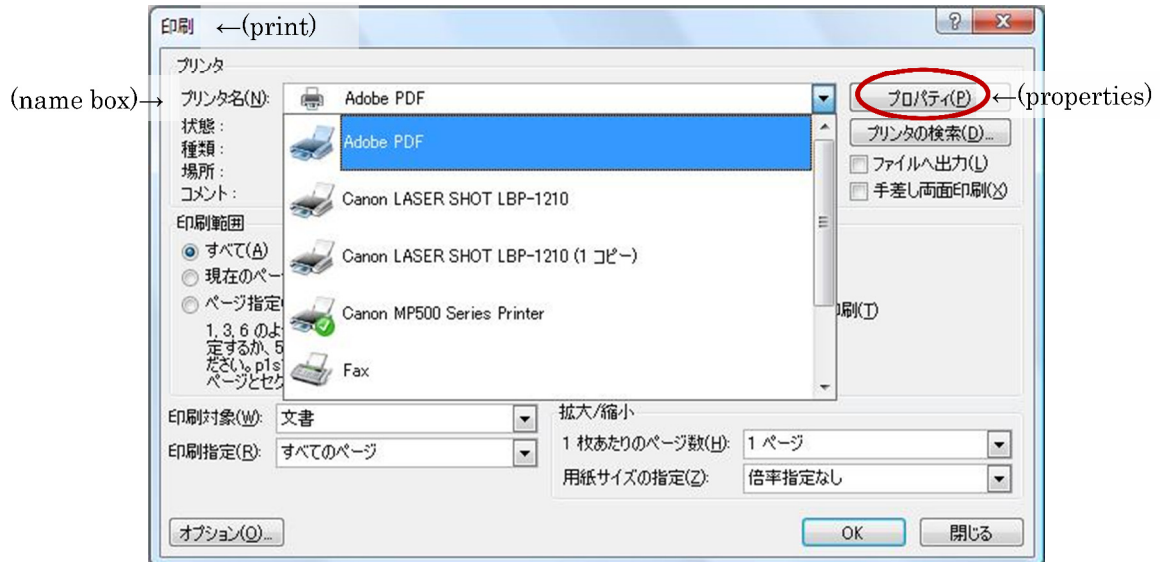 印刷 ←(print)
プリンタ
(name box)→ プリンタ名(N): Adobe PDF プロパティ(P) ←(properties)
状態:
種類:
場所:
コメント:
Adobe PDF
Canon LASER SHOT LBP-1210
Canon LASER SHOT LBP-1210 (1 コピー)
Canon MP500 Series Printer
Fax
プリンタの検索(D)...
ファイルへ出力(L)
手差し両面印刷(X)
印刷範囲
すべて(A)
現在のペー
ページ指定
1, 3, 6 のよ
定するか、5
ださい。p1s
ページとセク
印刷(T)
印刷対象(W): 文書
印刷指定(R): すべてのページ
拡大/縮小
1 枚あたりのページ数(H): 1 ページ
用紙サイズの指定(Z): 倍率指定なし
オプション(O)...
OK
閉じる